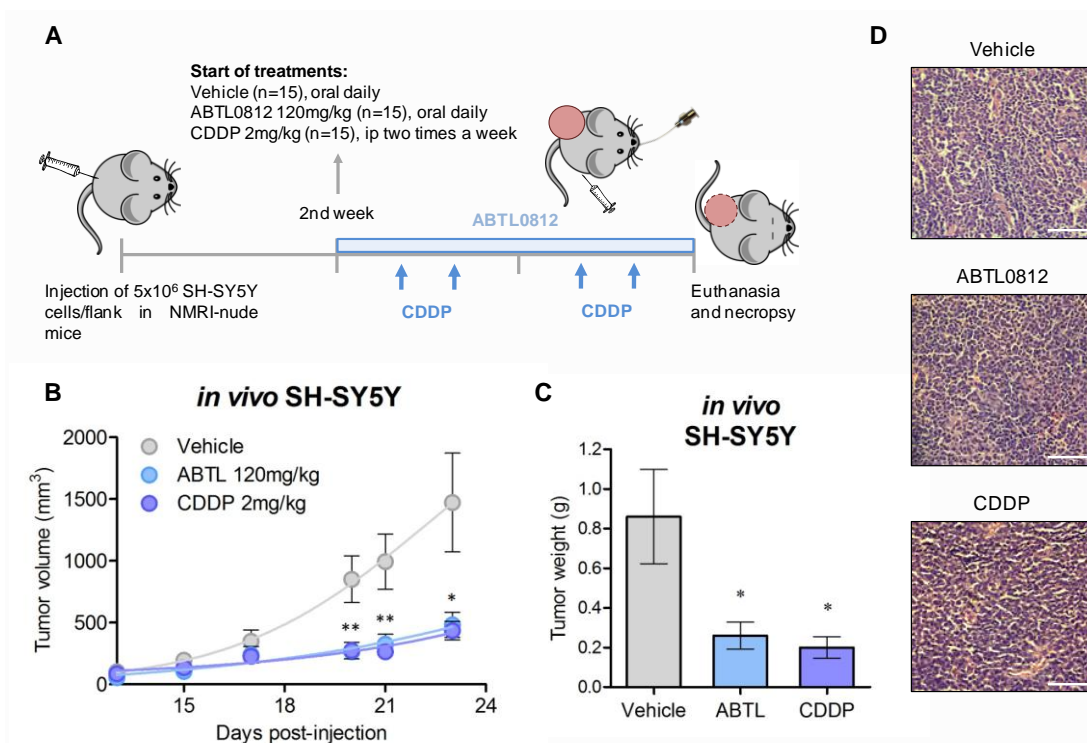 A
Start of treatments:
Vehicle (n=15), oral daily
ABTL0812 120mg/kg (n=15), oral daily
CDDP 2mg/kg (n=15), ip two times a week
2nd week
ABTL0812
Injection of 5x10⁶ SH-SY5Y
cells/flank in NMRI-nude
mice
CDDP
CDDP
Euthanasia
and necropsy
B
in vivo SH-SY5Y
Tumor volume (mm³)
2000
1500
1000
500
0
Vehicle
ABTL 120mg/kg
CDDP 2mg/kg
**
**
*
15
18
21
24
Days post-injection
C
in vivo
SH-SY5Y
Tumor weight (g)
1.2
1.0
0.8
0.6
0.4
0.2
0.0
*
*
Vehicle
ABTL
CDDP
D
Vehicle
ABTL0812
CDDP